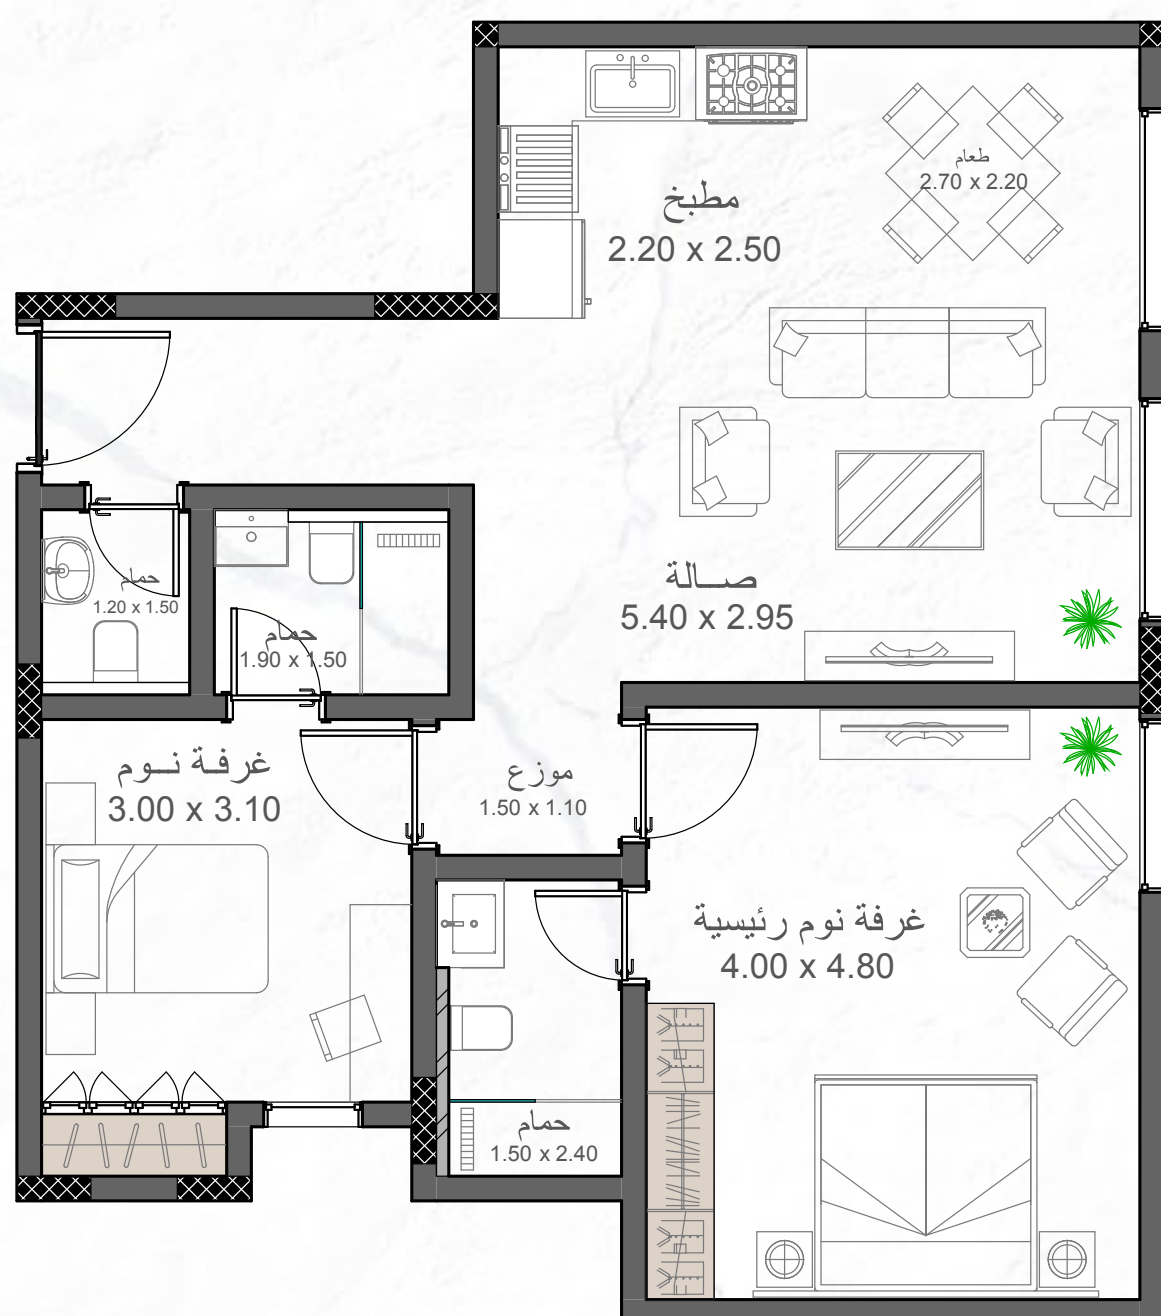 طعام
2.70 x 2.20
مطبخ
2.20 x 2.50
صــالة
5.40 x 2.95
حمام
1.20 x 1.50
حمام
1.90 x 1.50
غرفة نــوم
3.00 x 3.10
موزع
1.50 x 1.10
غرفة نوم رئيسية
4.00 x 4.80
حمام
1.50 x 2.40